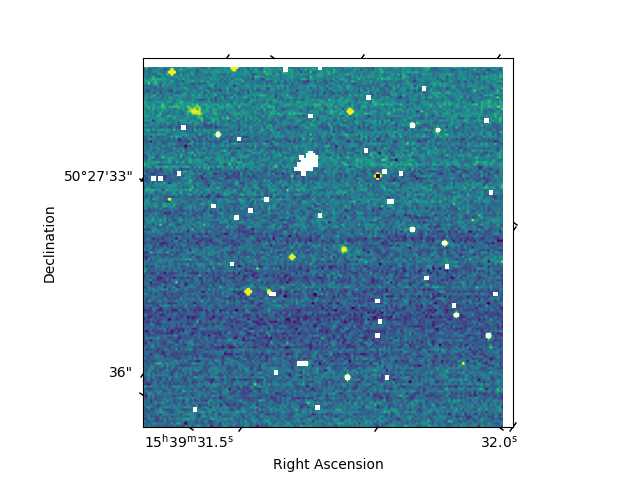 Declination
50°27'33"
36"
15ʰ39ᵐ31.5ˢ
32.0ˢ
Right Ascension